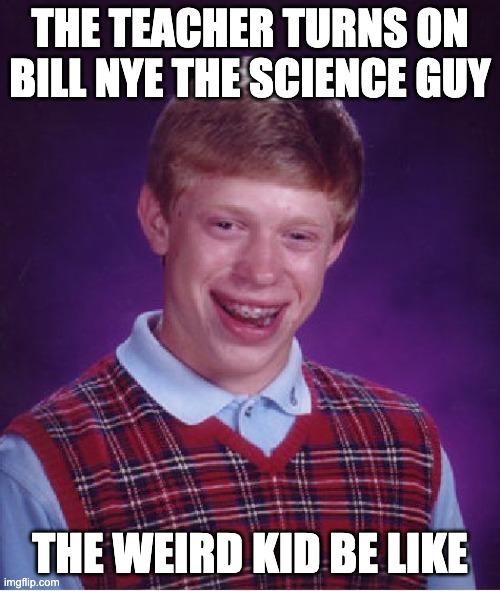 THE TEACHER TURNS ON
BILL NYE THE SCIENCE GUY
THE WEIRD KID BE LIKE
imgflip.com